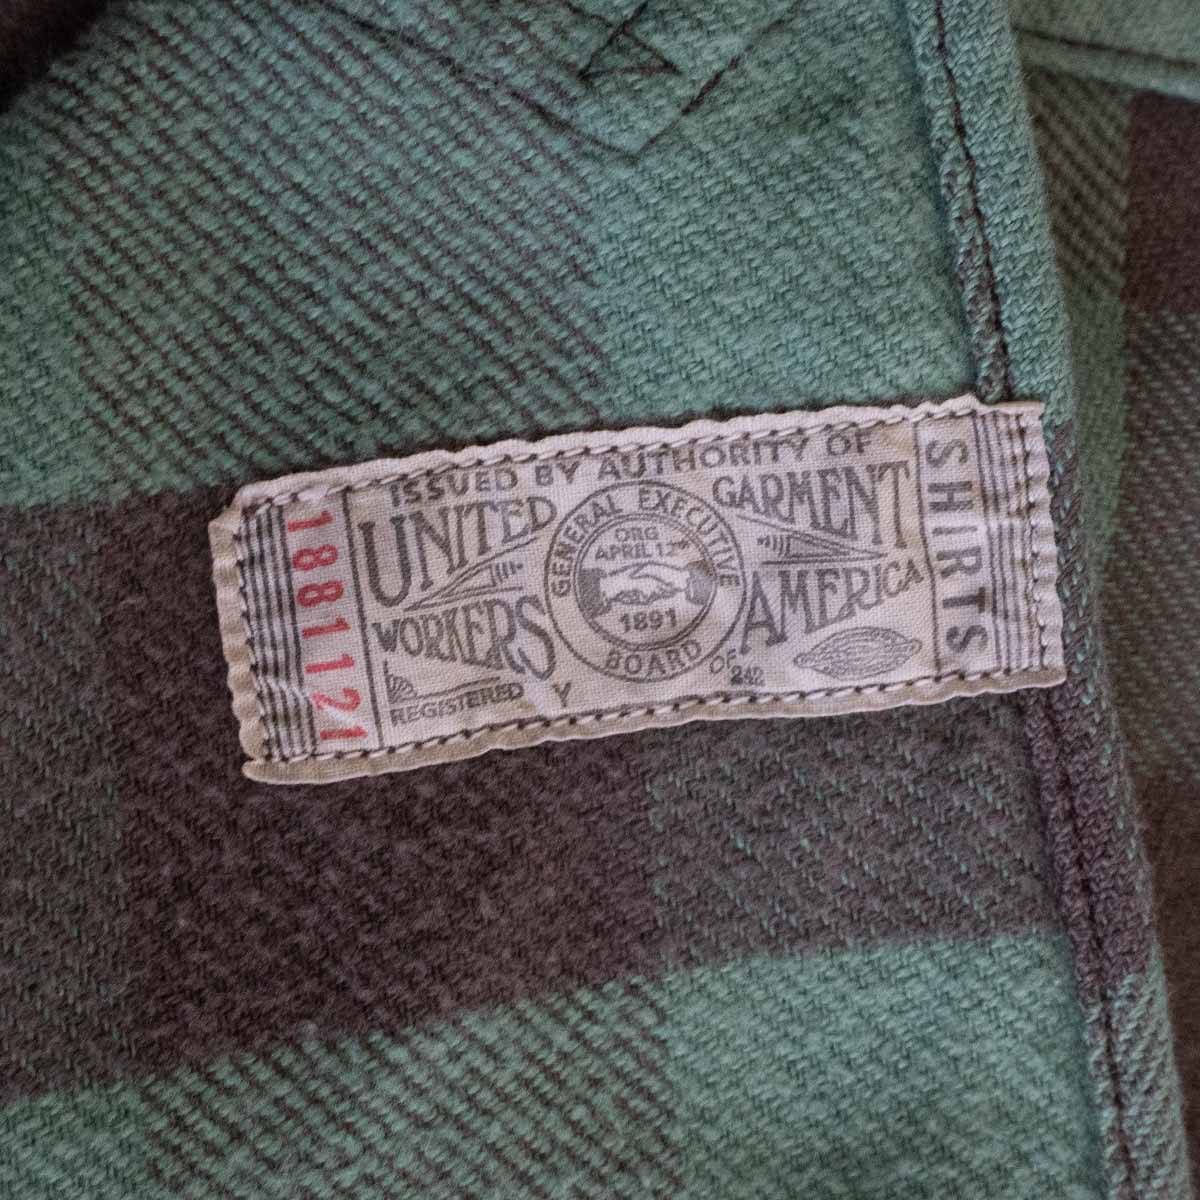 1881121
ISSUED BY AUTHORITY OF
UNITED
GARMENT
WORKERS
OF
AMERICA
GENERAL EXECUTIVE
BOARD
ORG
APRIL 12th
1891
REGISTERED
242
SHIRTS